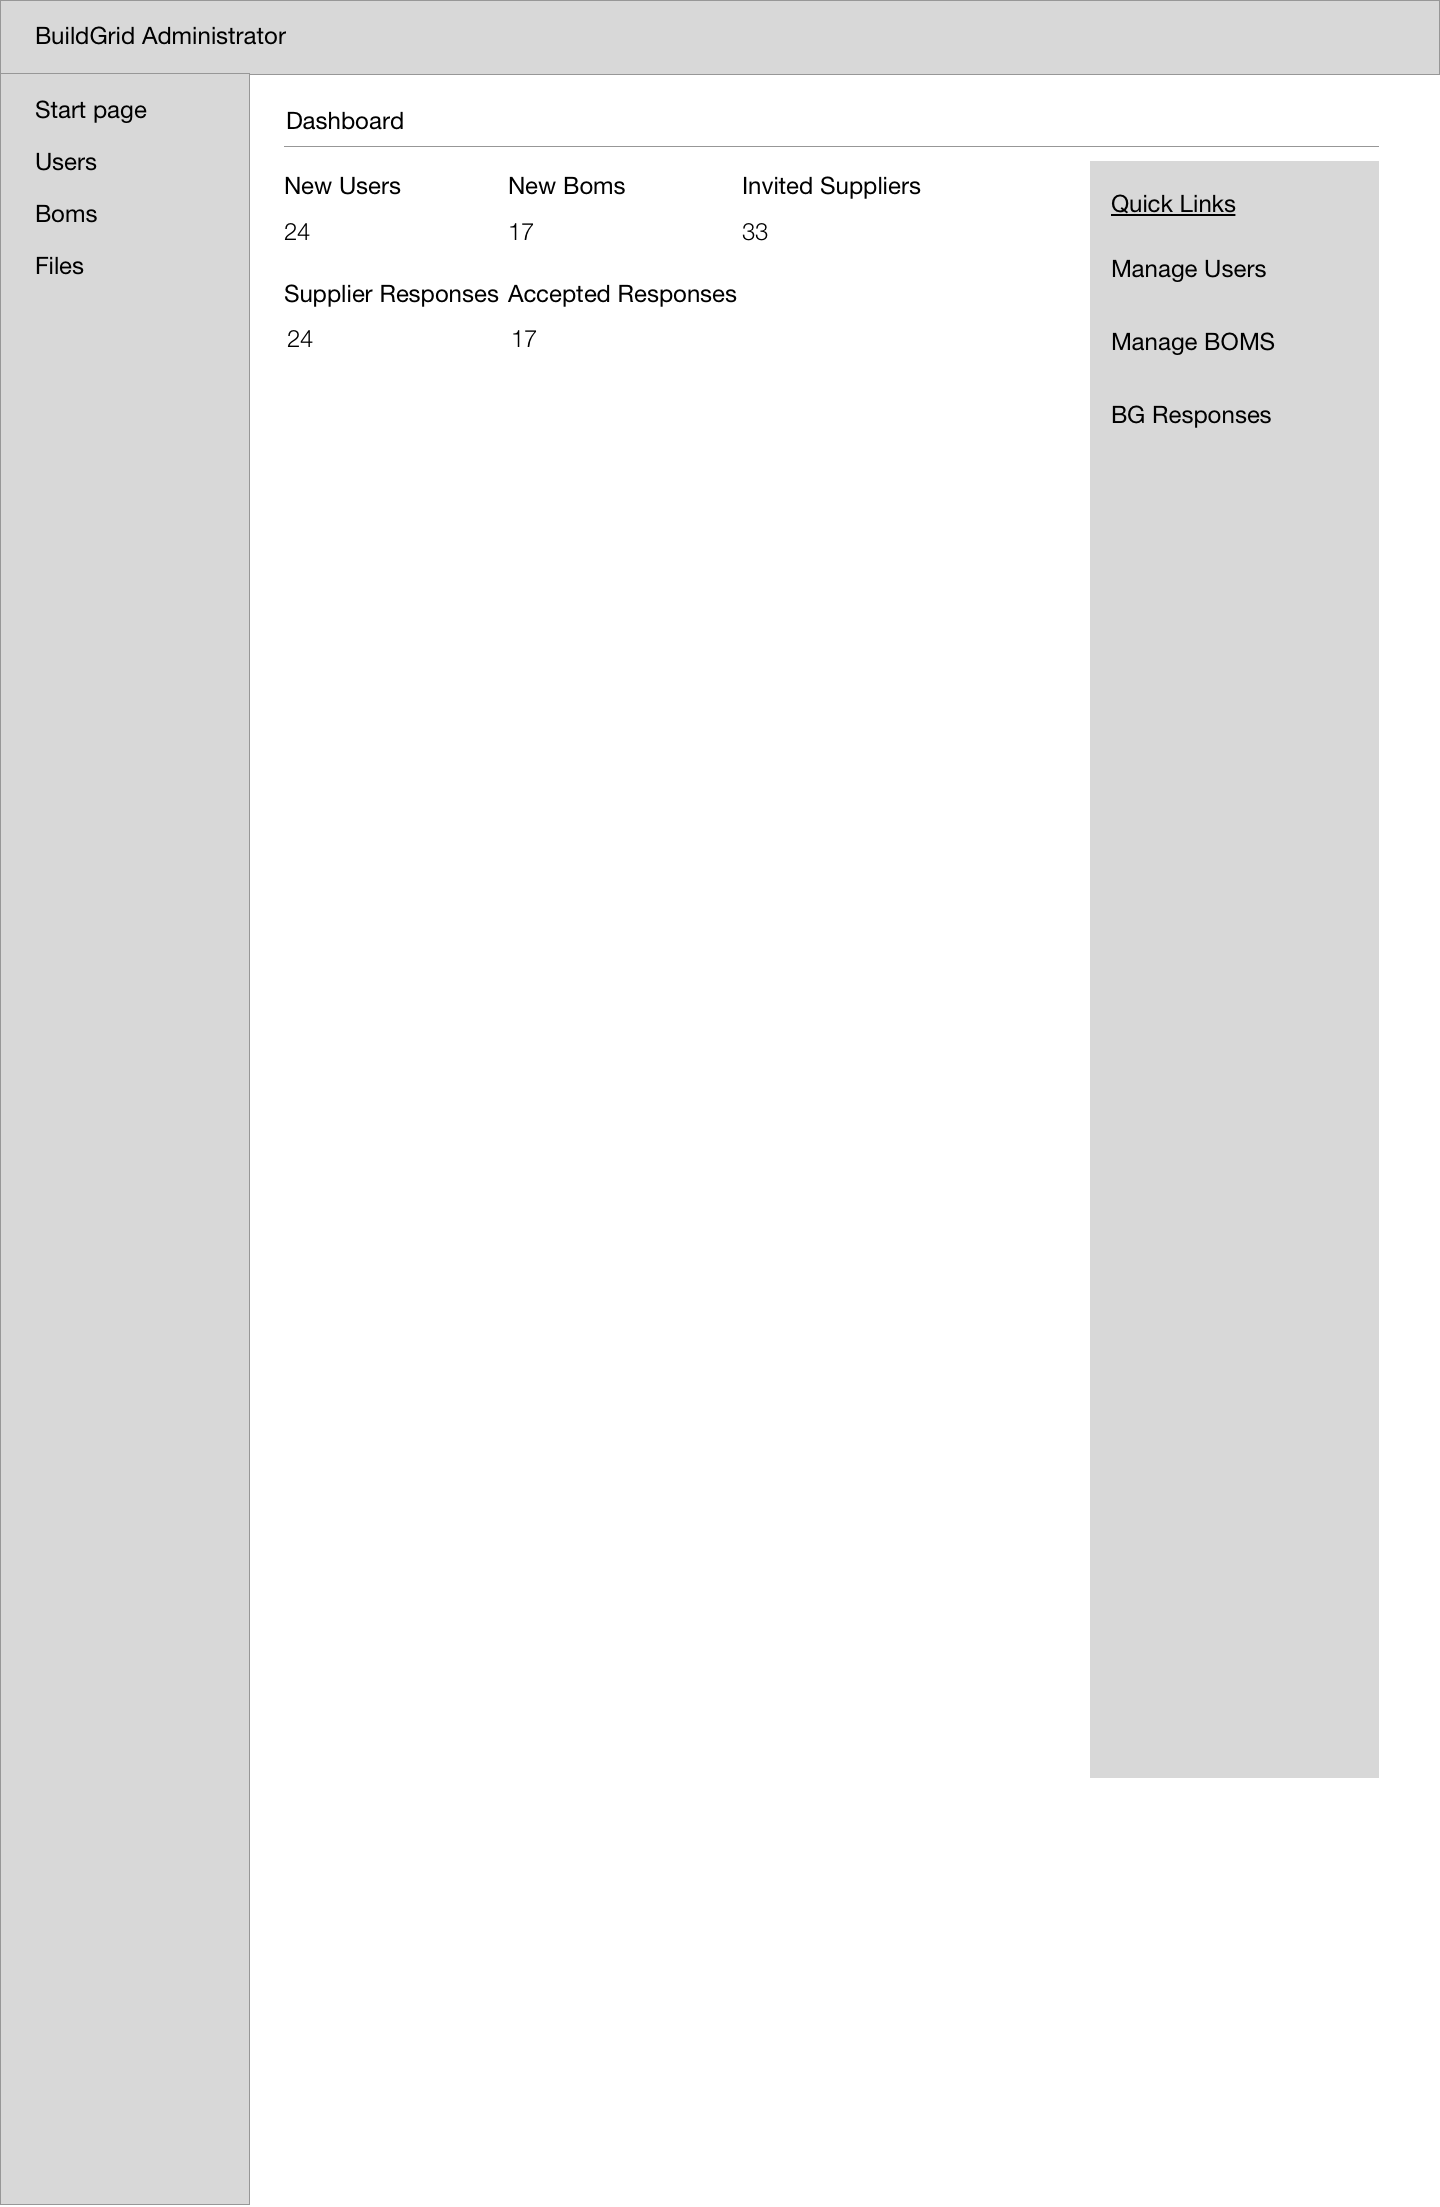 BuildGrid Administrator
Start page
Users
Boms
Files
Dashboard
New Users New Boms Invited Suppliers
24 17 33
Supplier Responses Accepted Responses
24 17
Quick Links
Manage Users
Manage BOMS
BG Responses